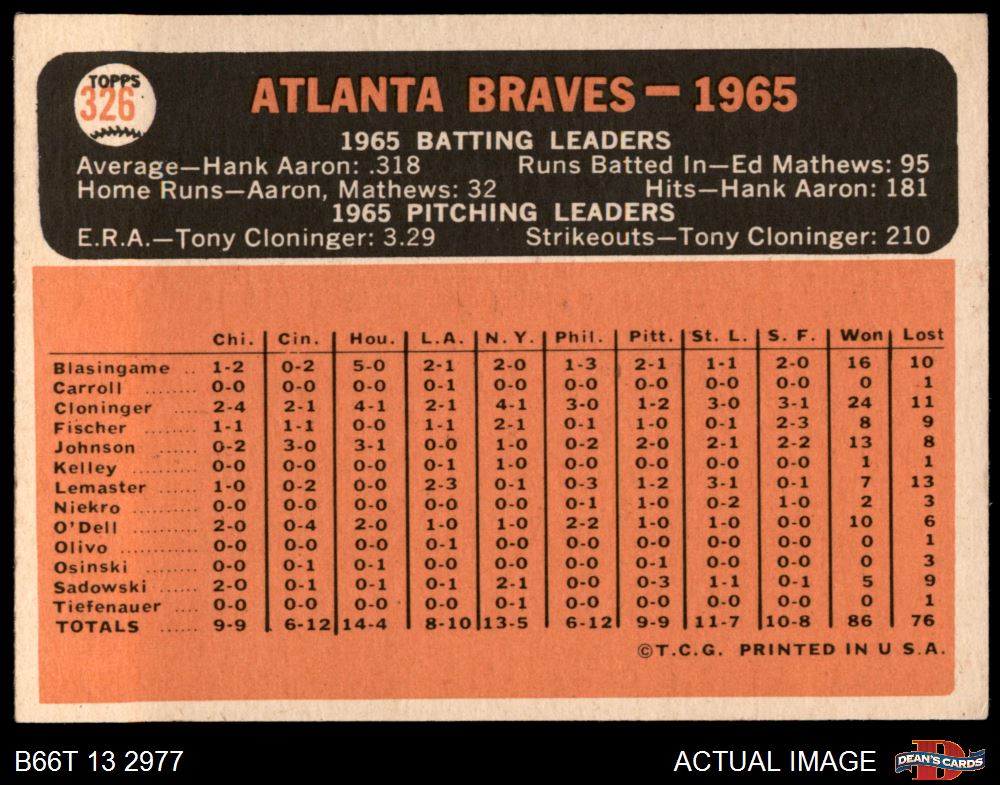 TOPPS
326
ATLANTA BRAVES—1965
1965 BATTING LEADERS
Average—Hank Aaron: .318 Runs Batted In—Ed Mathews: 95
Home Runs—Aaron, Mathews: 32 Hits—Hank Aaron: 181
1965 PITCHING LEADERS
E.R.A.—Tony Cloninger: 3.29 Strikeouts—Tony Cloninger: 210
Chi. Cin. Hou. L.A. N. Y. Phil. Pitt. St. L. S. F. Won Lost
Blasingame .. 1-2 0-2 5-0 2-1 2-0 1-3 2-1 1-1 2-0 16 10
Carroll ........ 0-0 0-0 0-0 0-1 0-0 0-0 0-0 0-0 0-0 0 1
Cloninger ..... 2-4 2-1 4-1 2-1 4-1 3-0 1-2 3-0 3-1 24 11
Fischer ........ 1-1 1-1 0-0 1-1 2-1 0-1 1-0 0-1 2-3 8 9
Johnson ........ 0-2 3-0 3-1 0-0 1-0 0-2 2-0 2-1 2-2 13 8
Kelley ......... 0-0 0-0 0-0 0-1 1-0 0-0 0-0 0-0 0-0 1 1
Lemaster ...... 1-0 0-2 0-0 2-3 0-1 0-3 1-2 3-1 0-1 7 13
Niekro ......... 0-0 0-0 0-0 0-0 0-0 0-1 1-0 0-2 1-0 2 3
O'Dell ......... 2-0 0-4 2-0 1-0 1-0 2-2 1-0 1-0 0-0 10 6
Olivo .......... 0-0 0-0 0-0 0-1 0-0 0-0 0-0 0-0 0-0 0 1
Osinski ........ 0-0 0-1 0-1 0-0 0-0 0-0 0-1 0-0 0-0 0 3
Sadowski ...... 2-0 0-1 0-1 0-1 2-1 0-0 0-3 1-1 0-1 5 9
Tiefenauer .... 0-0 0-0 0-0 0-0 0-1 0-0 0-0 0-0 0-0 0 1
TOTALS ...... 9-9 6-12 14-4 8-10 13-5 6-12 9-9 11-7 10-8 86 76
©T.C.G. PRINTED IN U S.A.
B66T 13 2977 ACTUAL IMAGE DEAN'S CARDS